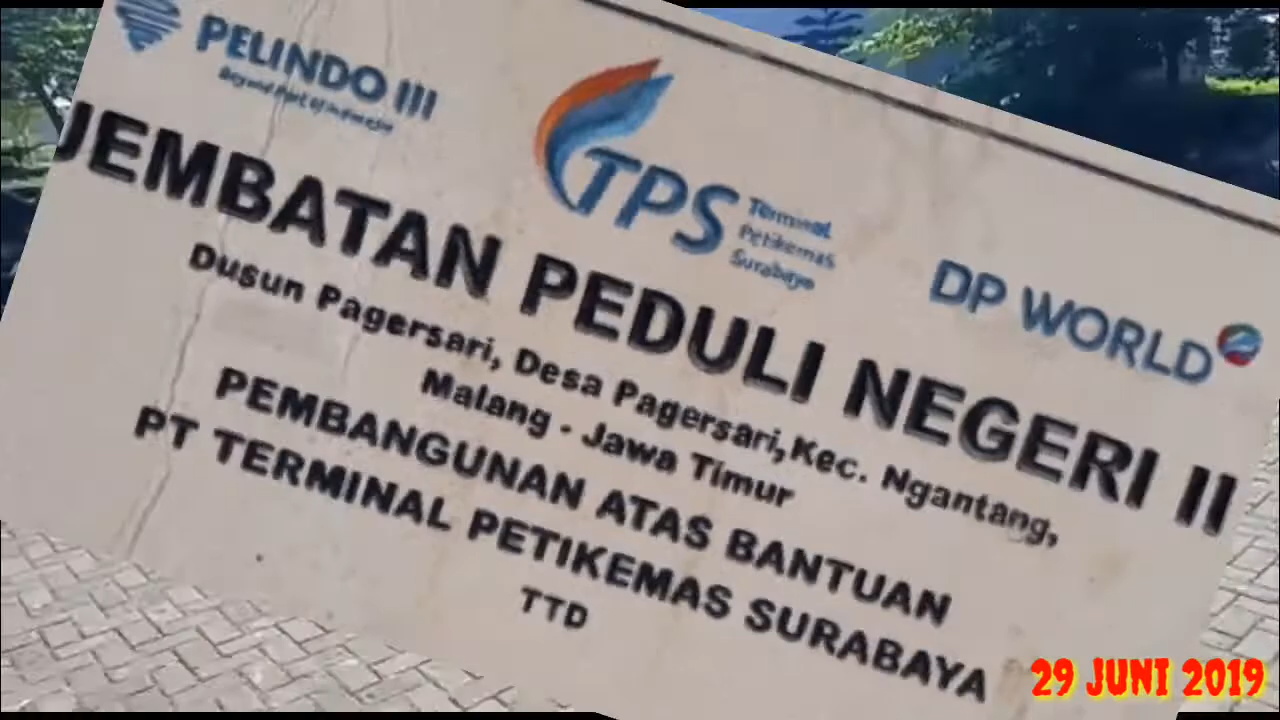 PELINDO III
Beyond Port of Indonesia
TPS
Terminal
Petikemas
Surabaya
DP WORLD
JEMBATAN PEDULI NEGERI II
Dusun Pagersari, Desa Pagersari, Kec. Ngantang,
Malang - Jawa Timur
PEMBANGUNAN ATAS BANTUAN
PT TERMINAL PETIKEMAS SURABAYA
TTD
29 JUNI 2019